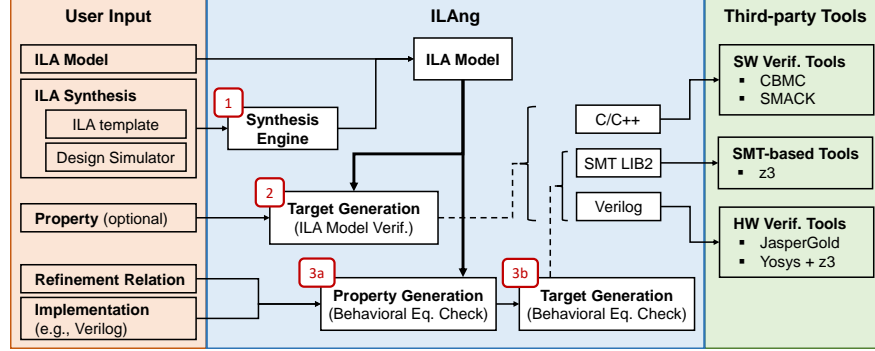 User Input
ILA Model
ILA Synthesis
ILA template
Design Simulator
Property (optional)
Refinement Relation
Implementation
(e.g., Verilog)
ILAng
ILA Model
1
Synthesis
Engine
2
Target Generation
(ILA Model Verif.)
3a
Property Generation
(Behavioral Eq. Check)
3b
Target Generation
(Behavioral Eq. Check)
C/C++
SMT LIB2
Verilog
Third-party Tools
SW Verif. Tools
▪ CBMC
▪ SMACK
SMT-based Tools
▪ z3
HW Verif. Tools
▪ JasperGold
▪ Yosys + z3